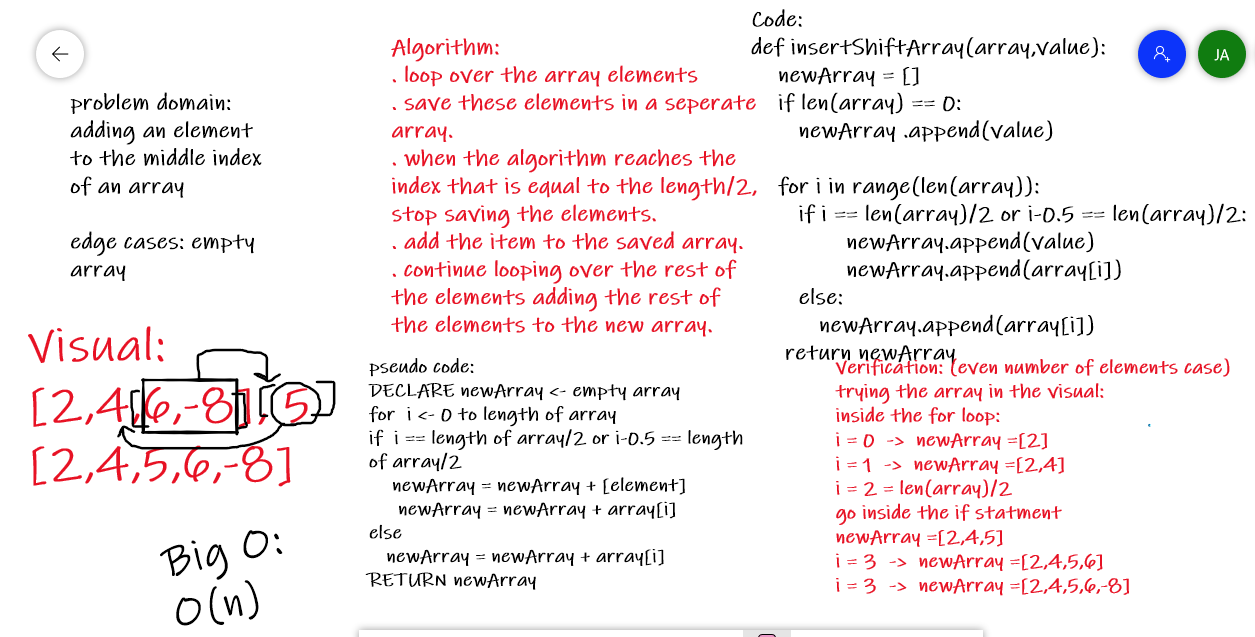 problem domain:
adding an element
to the middle index
of an array
edge cases: empty
array
Visual:
[2,4,[6,-8]],[5]
[2,4,5,6,-8]
Big O:
O(n)
Algorithm:
. loop over the array elements
. save these elements in a seperate
array.
. when the algorithm reaches the
index that is equal to the length/2,
stop saving the elements.
. add the item to the saved array.
. continue looping over the rest of
the elements adding the rest of
the elements to the new array.
pseudo code:
DECLARE newArray <- empty array
for i <- 0 to length of array
if i == length of array/2 or i-0.5 == length
of array/2
newArray = newArray + [element]
newArray = newArray + array[i]
else
newArray = newArray + array[i]
RETURN newArray
Code:
def insertShiftArray(array,value):
newArray = []
if len(array) == 0:
newArray .append(value)
for i in range(len(array)):
if i == len(array)/2 or i-0.5 == len(array)/2:
newArray.append(value)
newArray.append(array[i])
else:
newArray.append(array[i])
return newArray
Verification: (even number of elements case)
trying the array in the visual:
inside the for loop:
i = 0 -> newArray =[2]
i = 1 -> newArray =[2,4]
i = 2 = len(array)/2
go inside the if statment
newArray =[2,4,5]
i = 3 -> newArray =[2,4,5,6]
i = 3 -> newArray =[2,4,5,6,-8]
JA